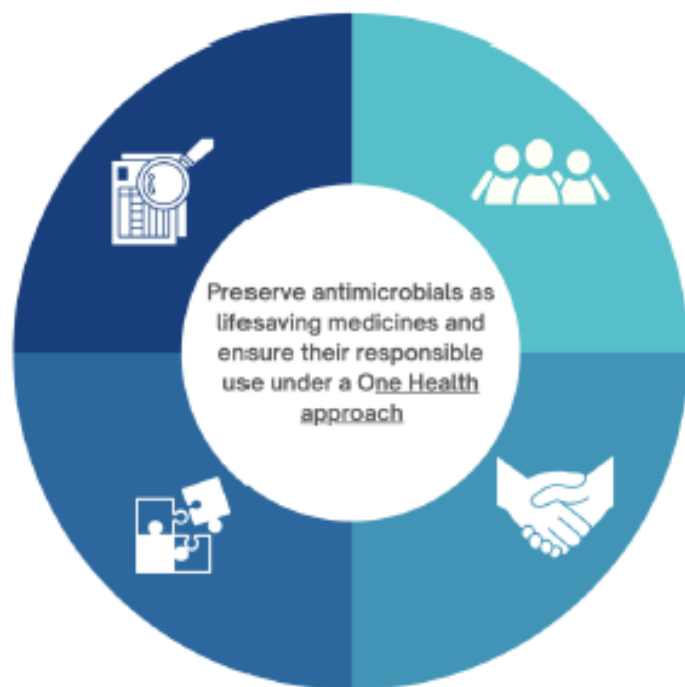 Preserve antimicrobials as
lifesaving medicines and
ensure their responsible
use under a One Health
approach